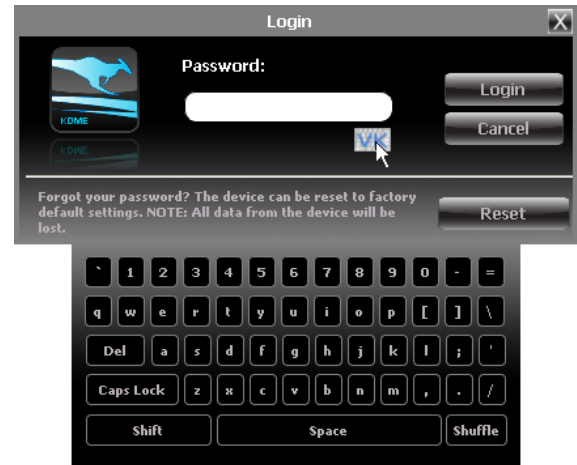 Login X
Password:
KDME
Login
VK
Cancel
Forgot your password? The device can be reset to factory
default settings. NOTE: All data from the device will be
lost.
Reset
` 1 2 3 4 5 6 7 8 9 0 - =
q w e r t y u i o p [ ] \
Del a s d f g h j k l ; '
Caps Lock z x c v b n m , . /
Shift Space Shuffle